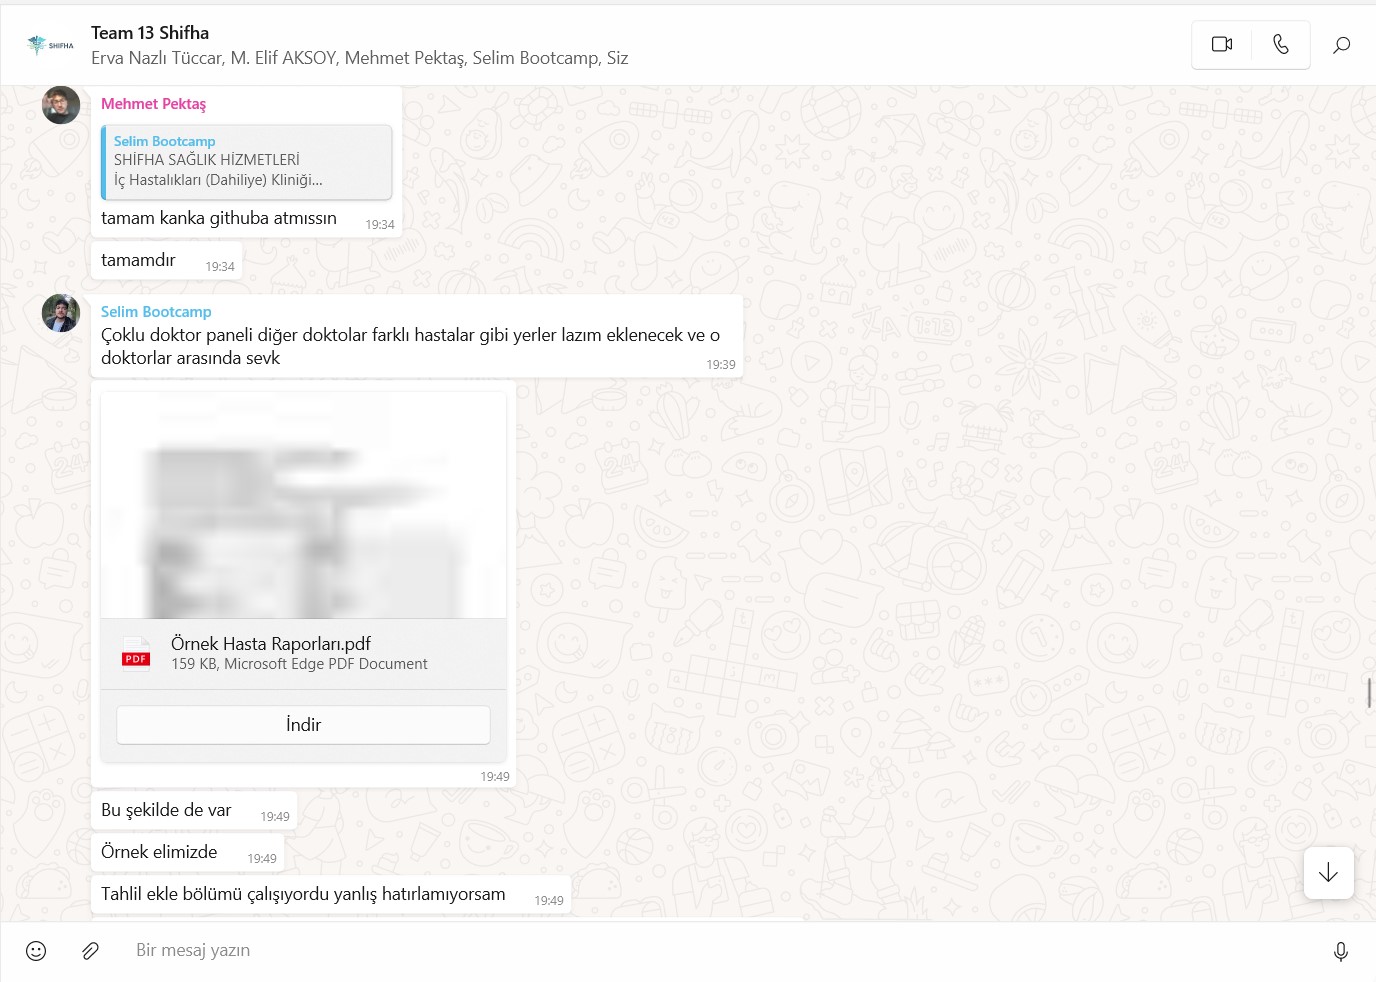 SHIFHA
Team 13 Shifha
Erva Nazlı Tüccar, M. Elif AKSOY, Mehmet Pektaş, Selim Bootcamp, Siz
Mehmet Pektaş
Selim Bootcamp
SHİFHA SAĞLIK HİZMETLERİ
İç Hastalıkları (Dahiliye) Kliniği...
tamam kanka githuba atmıssın
19:34
tamamdır
19:34
Selim Bootcamp
Çoklu doktor paneli diğer doktolar farklı hastalar gibi yerler lazım eklenecek ve o
doktorlar arasında sevk
19:39
PDF
Örnek Hasta Raporları.pdf
159 KB, Microsoft Edge PDF Document
İndir
19:49
Bu şekilde de var
19:49
Örnek elimizde
19:49
Tahlil ekle bölümü çalışıyordu yanlış hatırlamıyorsam
19:49
Bir mesaj yazın